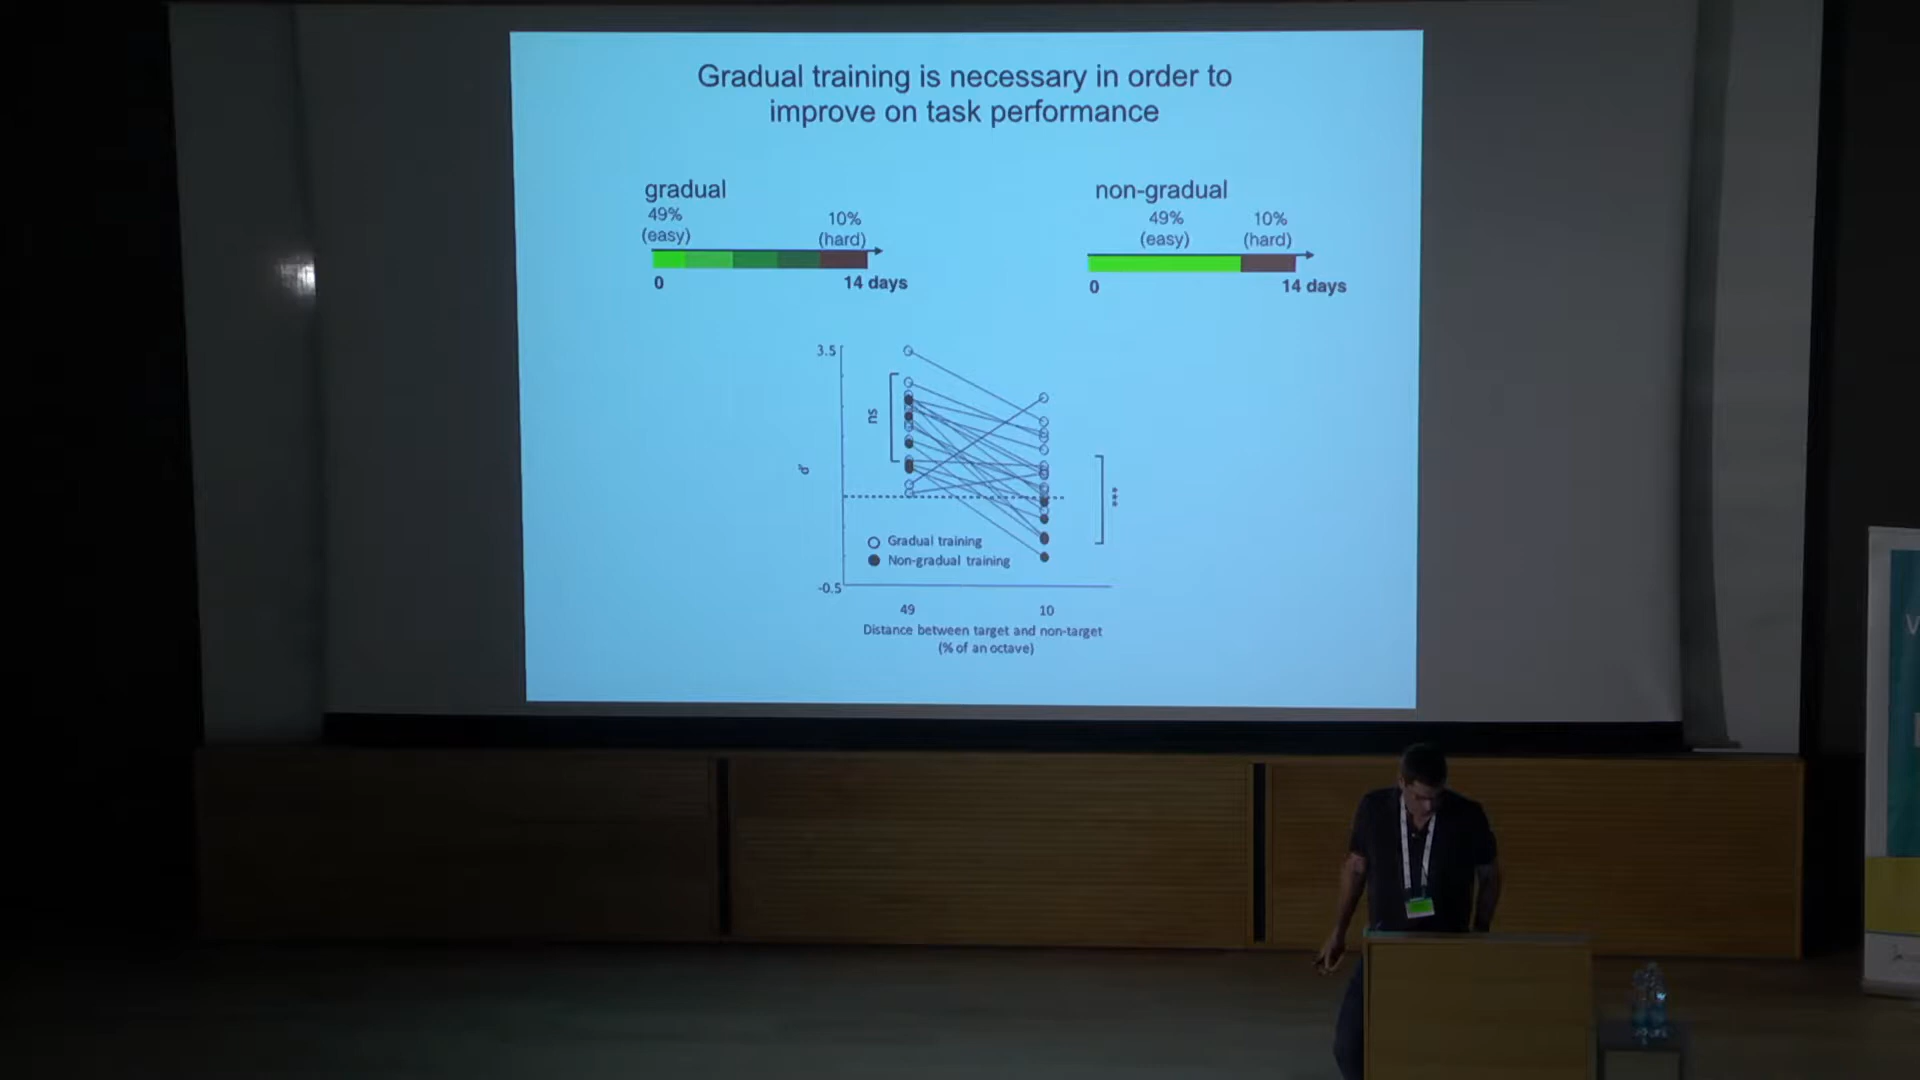 Gradual training is necessary in order to
improve on task performance
gradual
49%
(easy)
10%
(hard)
0
14 days
non-gradual
49%
(easy)
10%
(hard)
0
14 days
3.5
ns
d'
***
Gradual training
Non-gradual training
-0.5
49
10
Distance between target and non-target
(% of an octave)